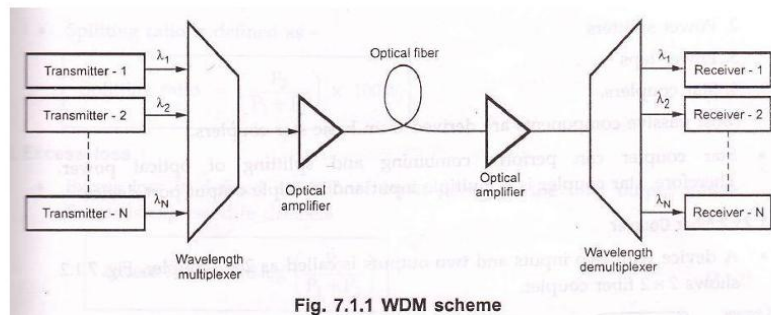 Optical fiber
λ1
Transmitter - 1
λ2
Transmitter - 2
λN
Transmitter - N
Wavelength
multiplexer
Optical
amplifier
Optical
amplifier
Wavelength
demultiplexer
λ1
Receiver - 1
λ2
Receiver - 2
λN
Receiver - N
Fig. 7.1.1 WDM scheme